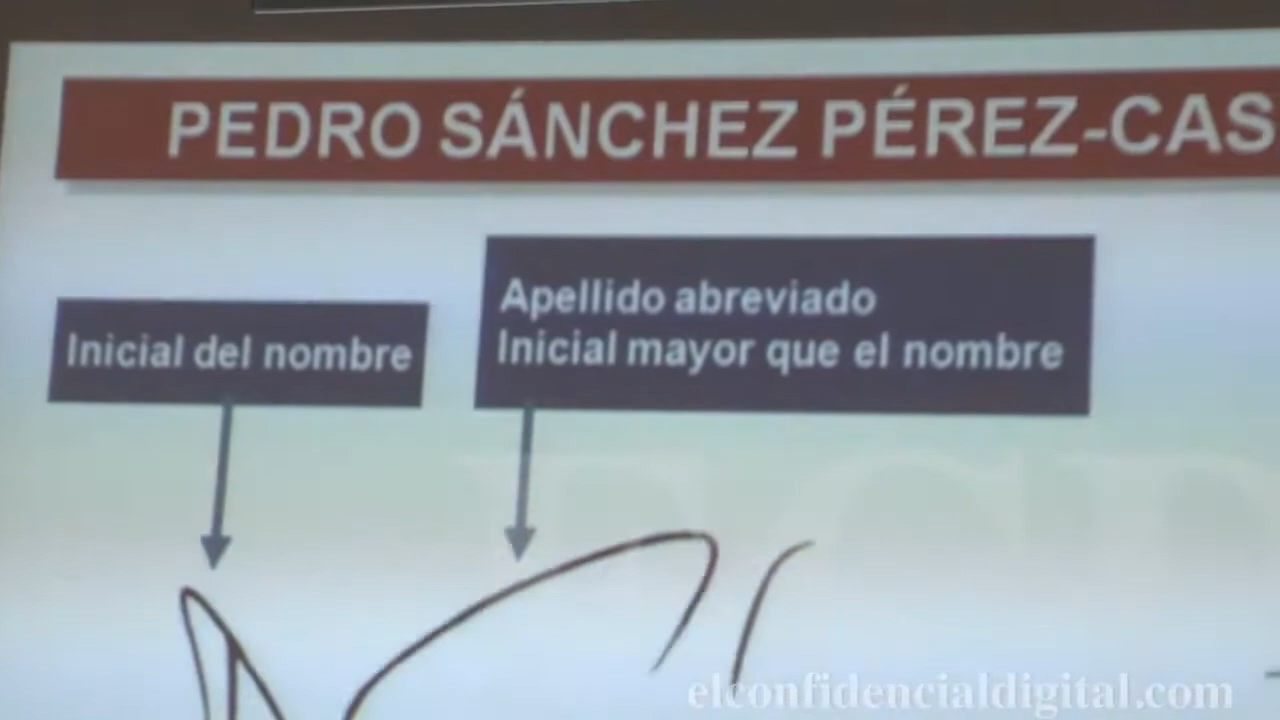 PEDRO SÁNCHEZ PÉREZ-CAS
Inicial del nombre
Apellido abreviado
Inicial mayor que el nombre
elconfidencialdigital.com